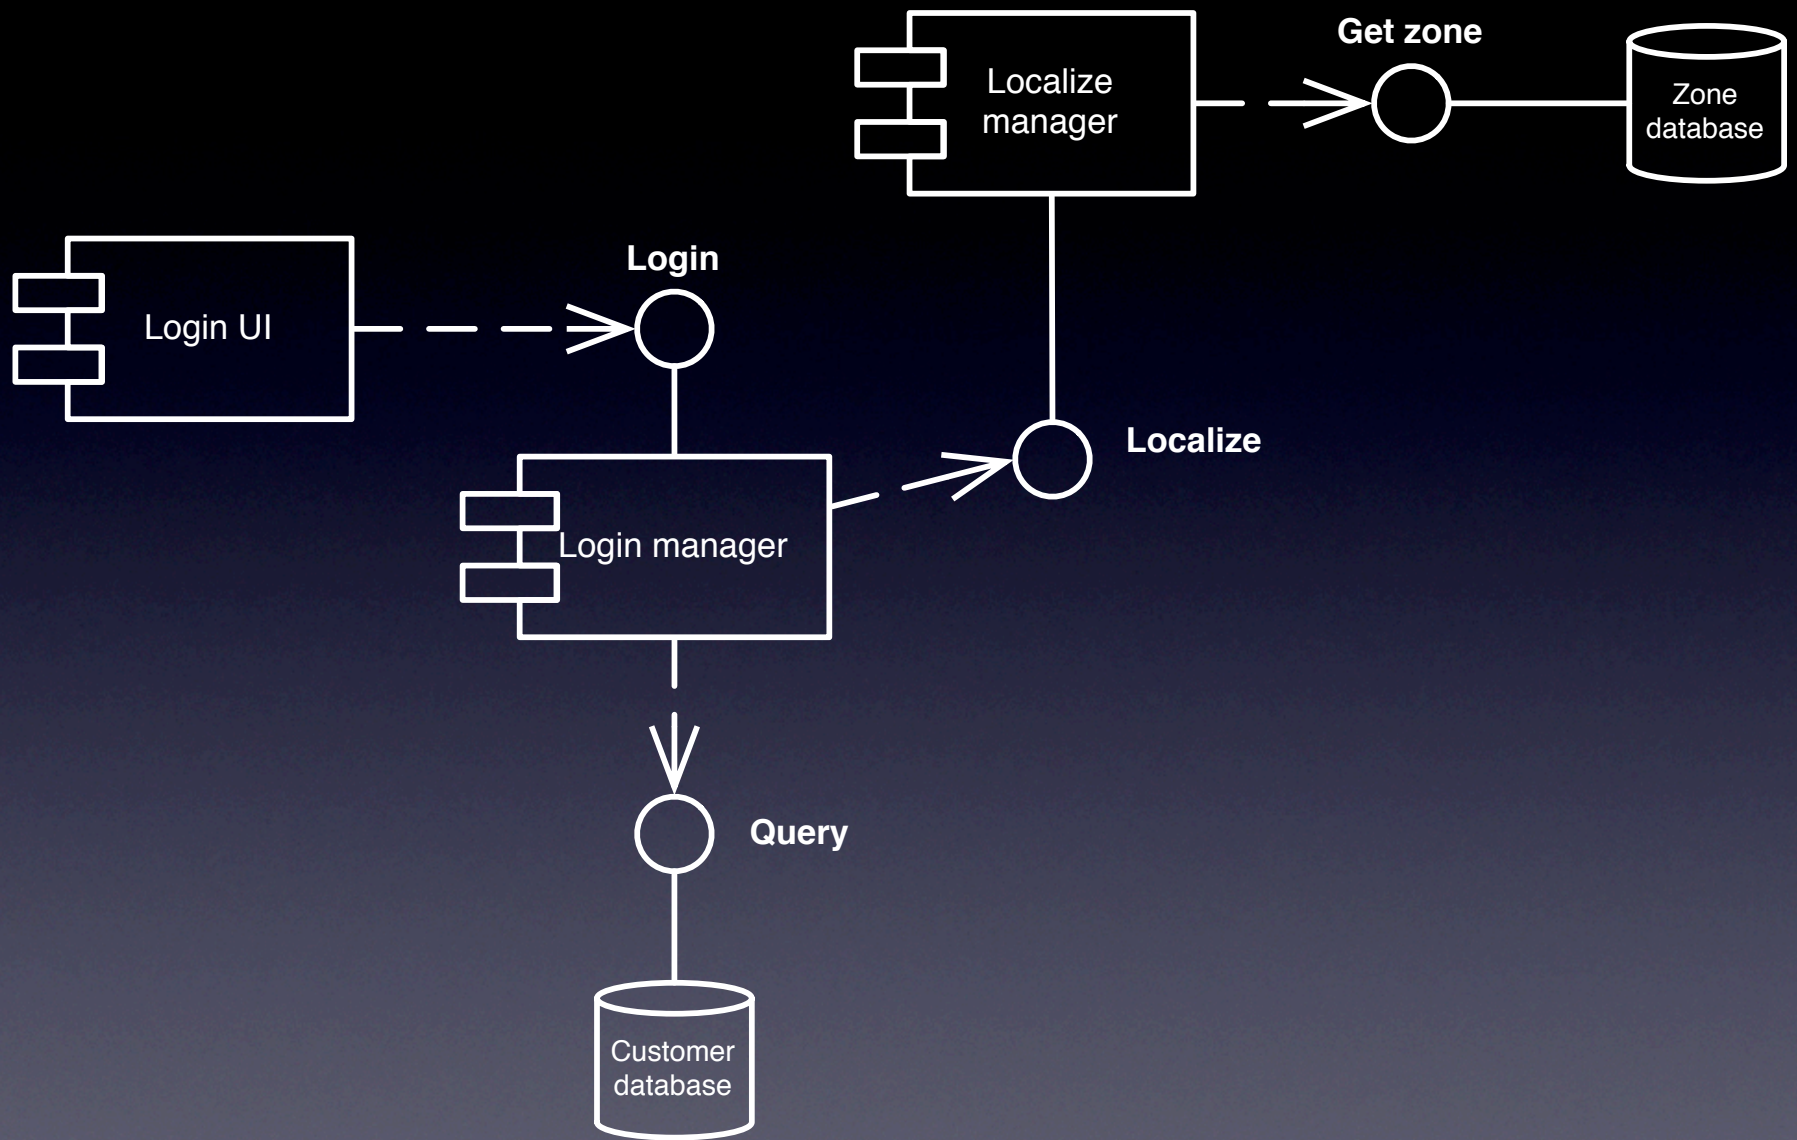 Get zone
Localize
manager
Zone
database
Login
Login UI
Localize
Login manager
Query
Customer
database